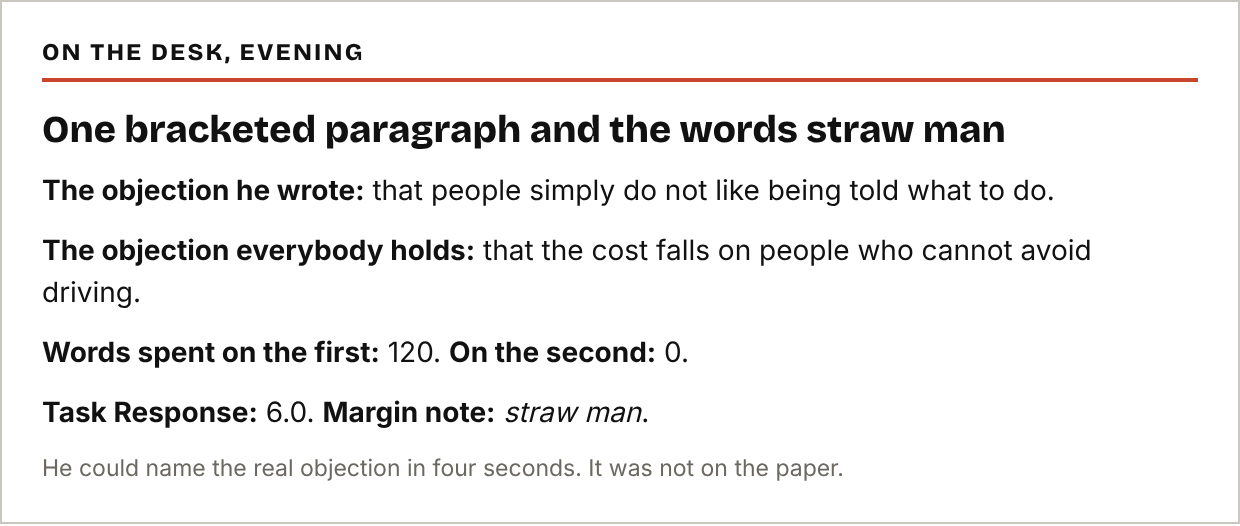 ON THE DESK, EVENING
One bracketed paragraph and the words straw man
The objection he wrote: that people simply do not like being told what to do.
The objection everybody holds: that the cost falls on people who cannot avoid
driving.
Words spent on the first: 120. On the second: 0.
Task Response: 6.0. Margin note: straw man.
He could name the real objection in four seconds. It was not on the paper.